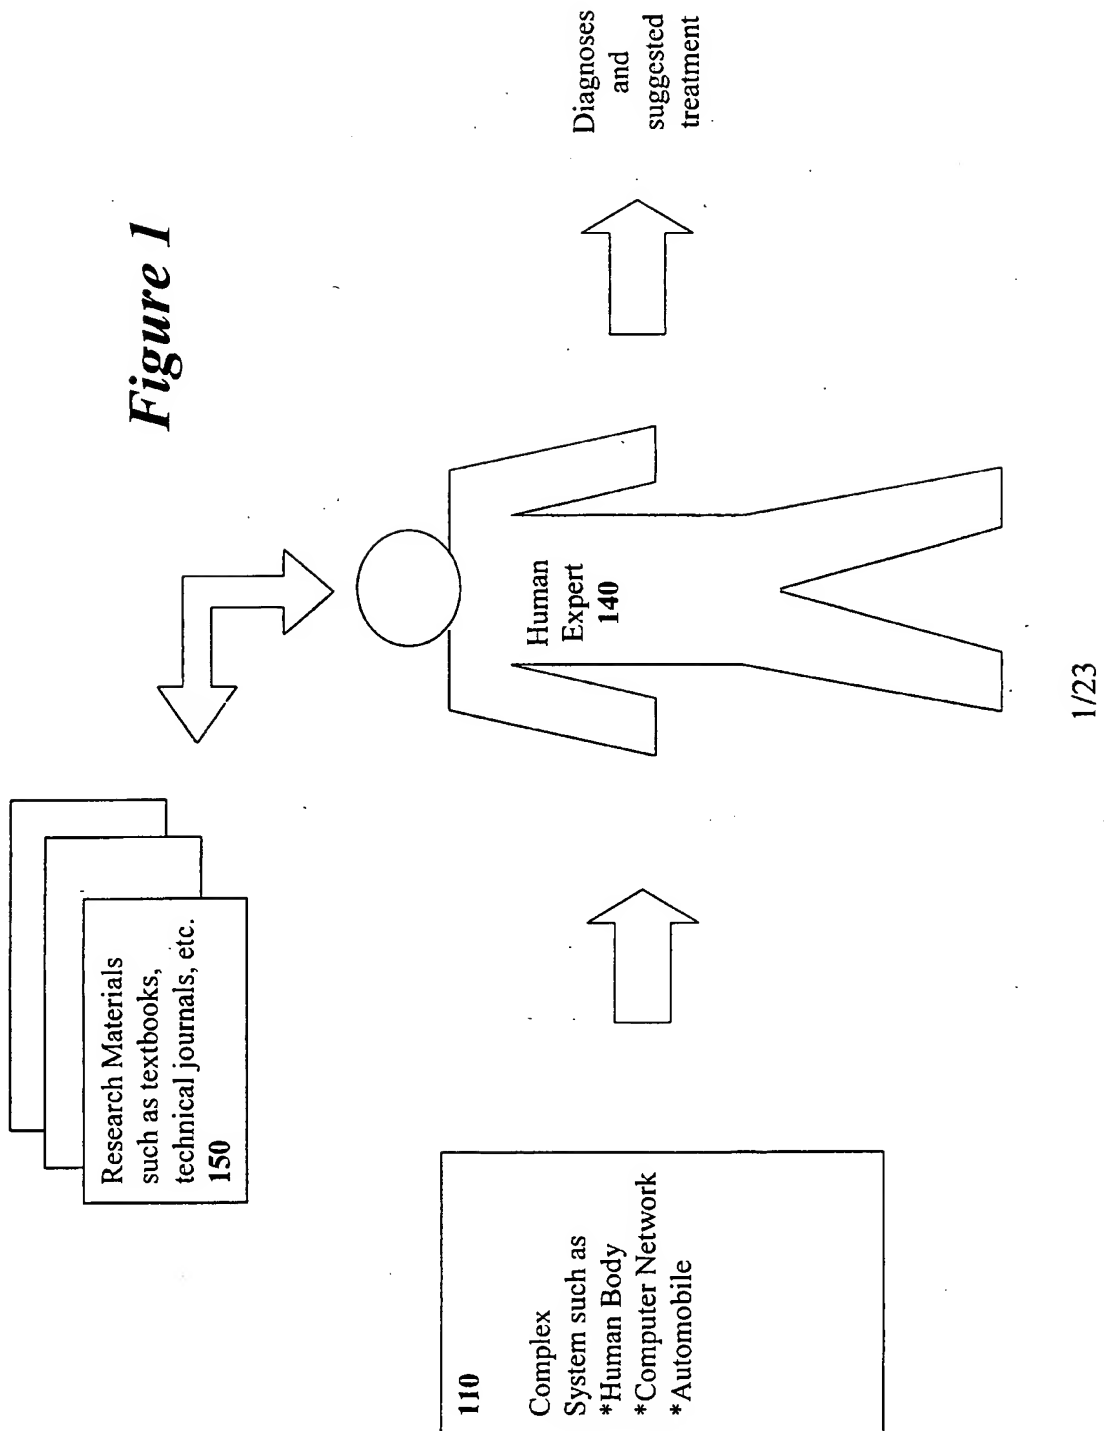 Figure 1
Research Materials
such as textbooks,
technical journals, etc.
150
110
Complex
System such as
*Human Body
*Computer Network
*Automobile
Human
Expert
140
Diagnoses
and
suggested
treatment
1/23